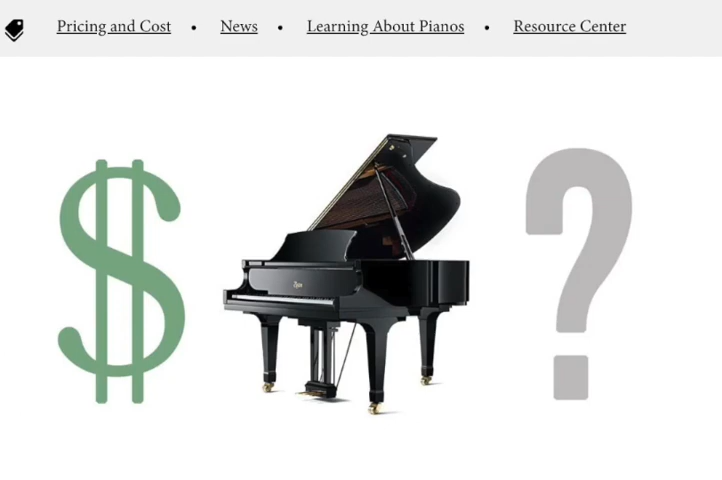 Pricing and Cost • News • Learning About Pianos • Resource Center
$ ?